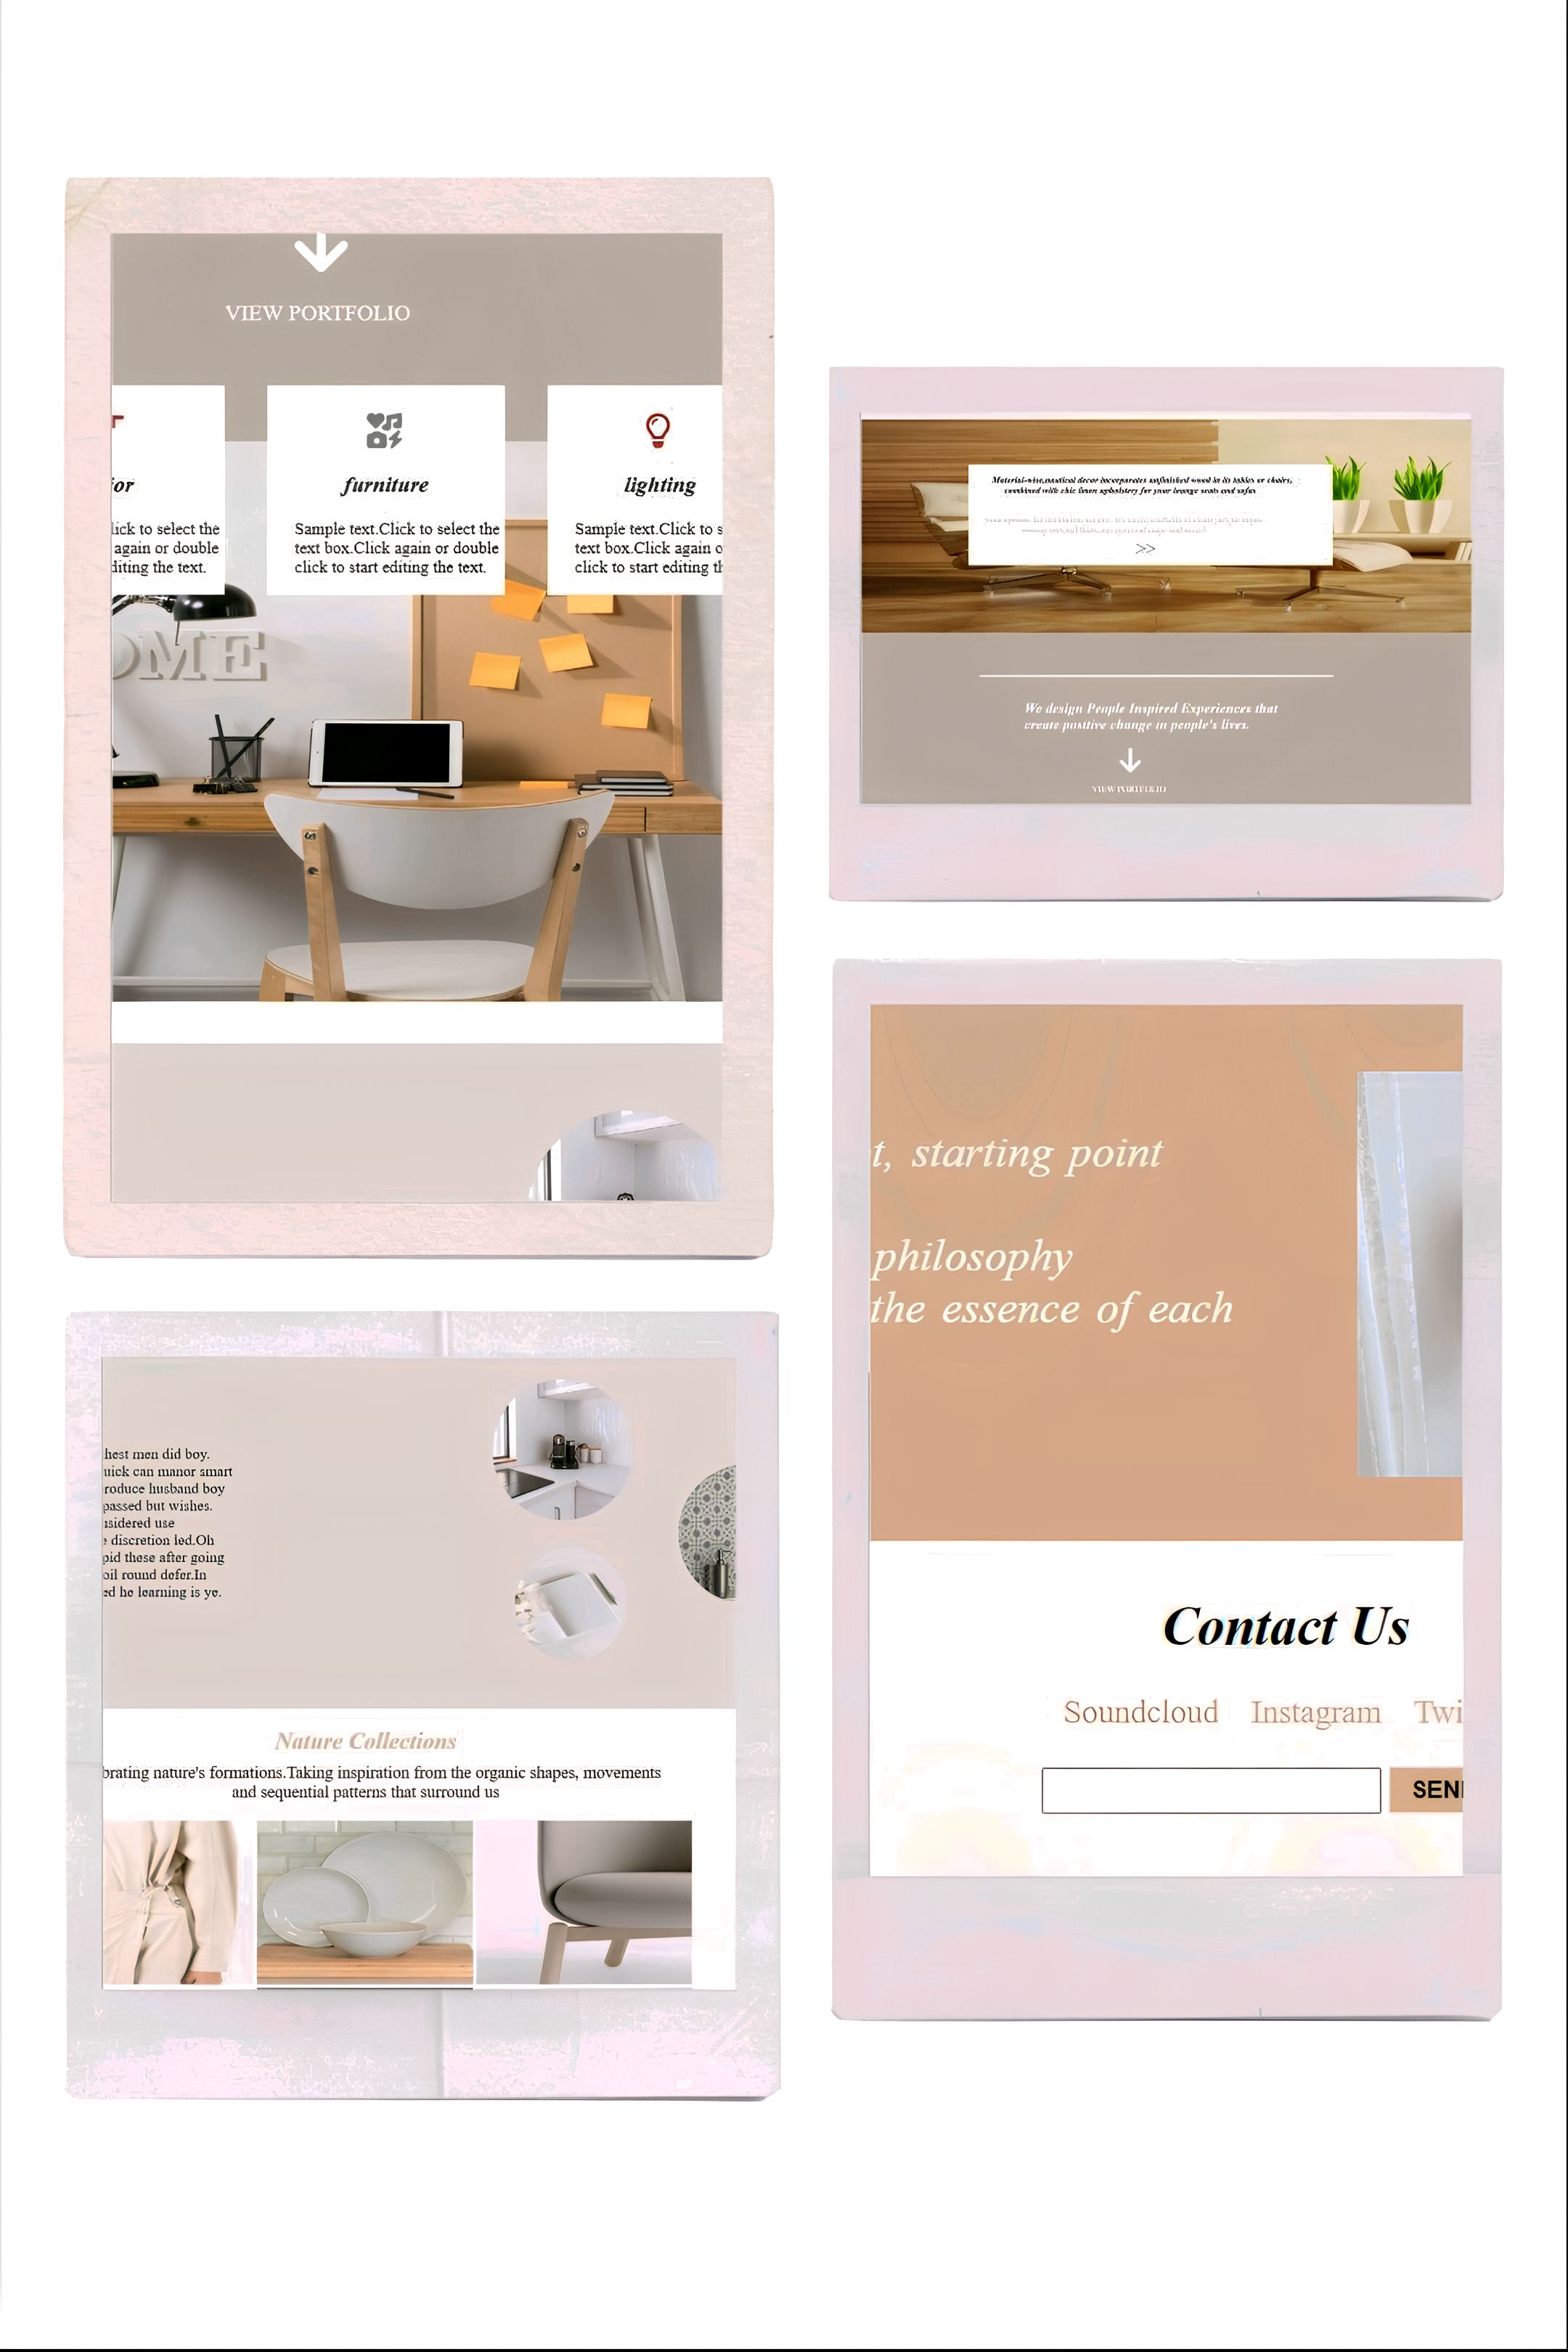 VIEW PORTFOLIO
for
lick to select the
again or double
diting the text.
furniture
Sample text.Click to select the
text box.Click again or double
click to start editing the text.
lighting
Sample text.Click to s
text box.Click again o
click to start editing th
OME
Material-wise,nautical decor incorporates unfinished wood in its tables or chairs,
combined with chic linen upholstery for your lounge seats and sofas
>>
We design People Inspired Experiences that
create positive change in people's lives.
VIEW PORTFOLIO
t, starting point
philosophy
the essence of each
Contact Us
Soundcloud Instagram Twi
SEN
hest men did boy.
uick can manor smart
roduce husband boy
passed but wishes.
nsidered use
e discretion led.Oh
pid these after going
oil round defer.In
ed he learning is ye.
Nature Collections
brating nature's formations.Taking inspiration from the organic shapes, movements
and sequential patterns that surround us